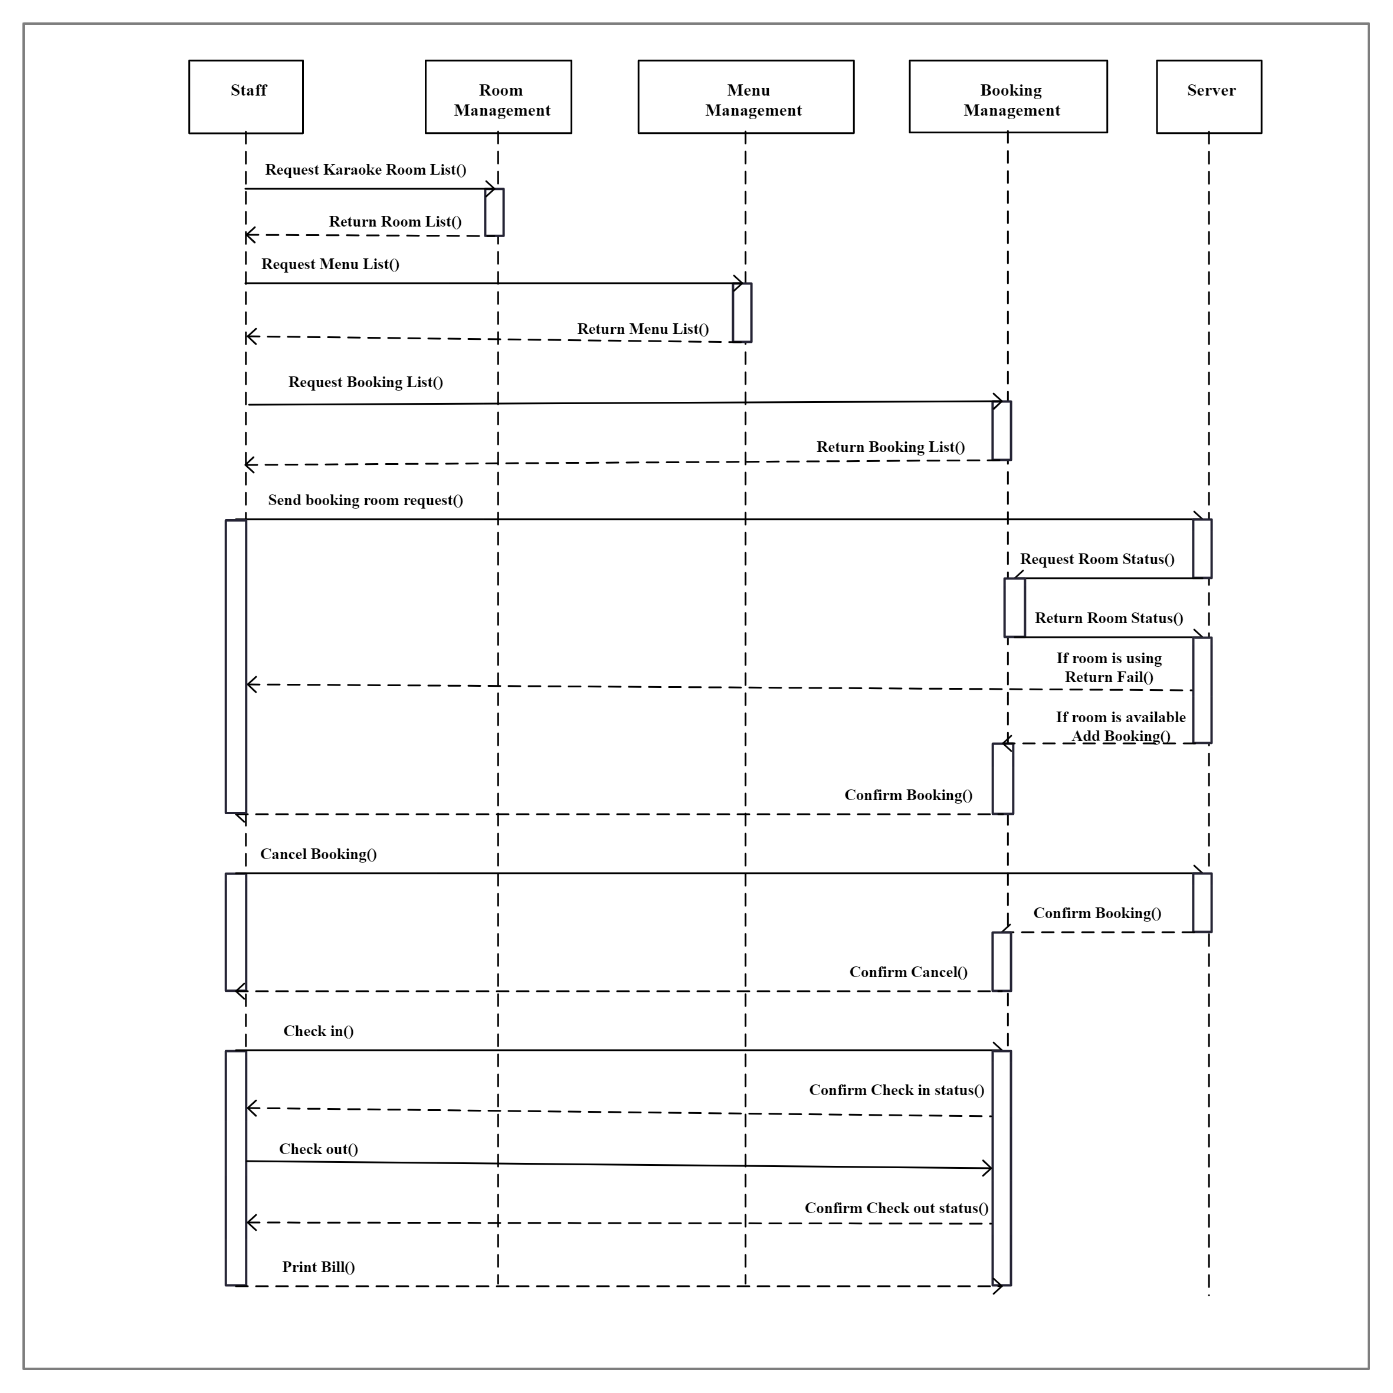 Staff
Room
Management
Menu
Management
Booking
Management
Server
Request Karaoke Room List()
Return Room List()
Request Menu List()
Return Menu List()
Request Booking List()
Return Booking List()
Send booking room request()
Request Room Status()
Return Room Status()
If room is using
Return Fail()
If room is available
Add Booking()
Confirm Booking()
Cancel Booking()
Confirm Booking()
Confirm Cancel()
Check in()
Confirm Check in status()
Check out()
Confirm Check out status()
Print Bill()